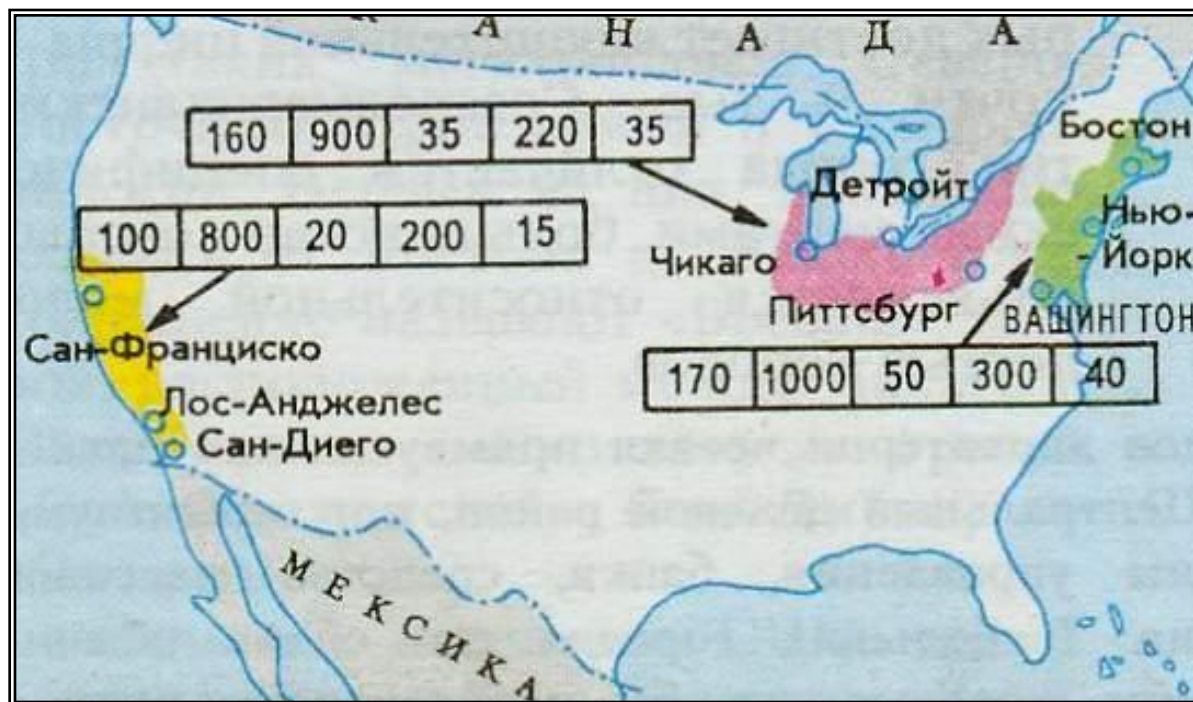 КАНАДА
160 900 35 220 35
Бостон
Детройт
100 800 20 200 15
Нью-
-Йорк
Чикаго
Питтсбург
ВАШИНГТОН
Сан-Франциско
170 1000 50 300 40
Лос-Анджелес
Сан-Диего
МЕКСИКА